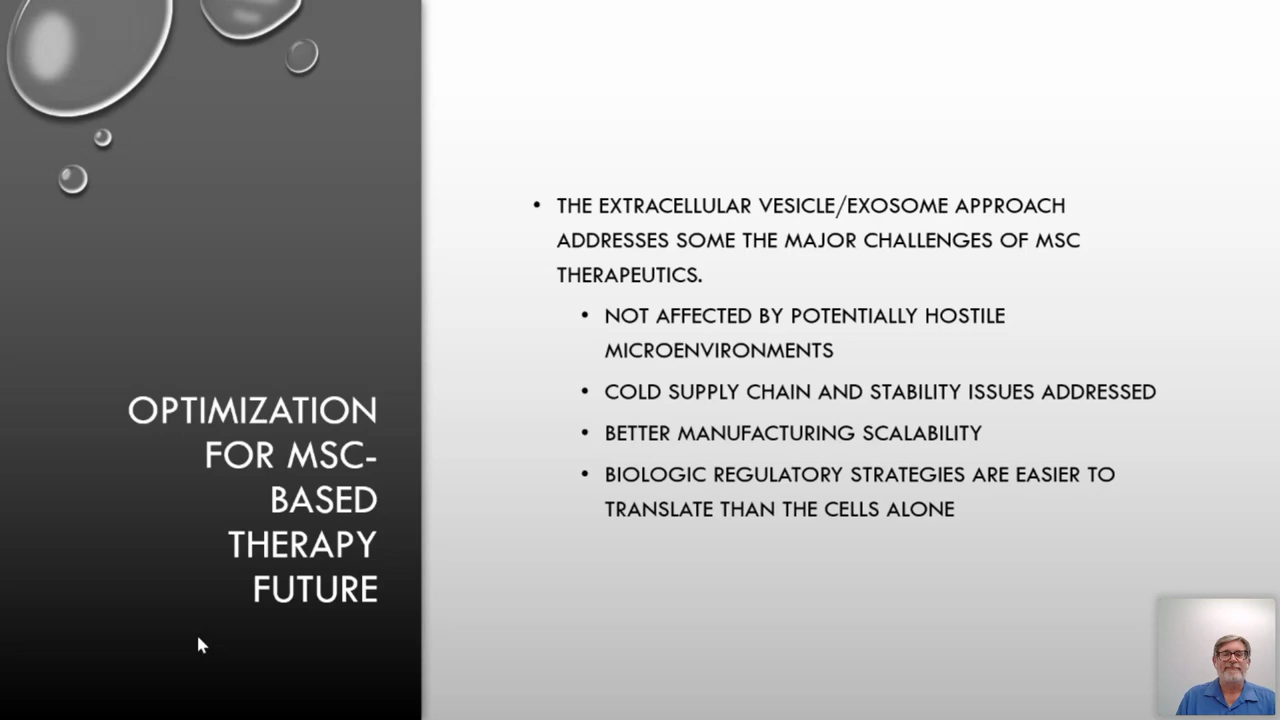 OPTIMIZATION
FOR MSC-
BASED
THERAPY
FUTURE
• THE EXTRACELLULAR VESICLE/EXOSOME APPROACH
ADDRESSES SOME THE MAJOR CHALLENGES OF MSC
THERAPEUTICS.
• NOT AFFECTED BY POTENTIALLY HOSTILE
MICROENVIRONMENTS
• COLD SUPPLY CHAIN AND STABILITY ISSUES ADDRESSED
• BETTER MANUFACTURING SCALABILITY
• BIOLOGIC REGULATORY STRATEGIES ARE EASIER TO
TRANSLATE THAN THE CELLS ALONE